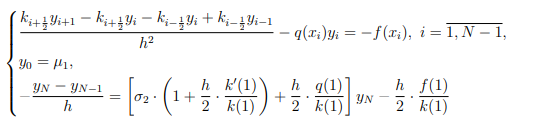 \begin{cases} \dfrac{k_{i+\frac{1}{2}} y_{i+1} - k_{i+\frac{1}{2}} y_i - k_{i-\frac{1}{2}} y_i + k_{i-\frac{1}{2}} y_{i-1}}{h^2} - q(x_i) y_i = -f(x_i), \ i = \overline{1, N-1}, \\
y_0 = \mu_1, \\
-\dfrac{y_N - y_{N-1}}{h} = \left[ \sigma_2 \cdot \left( 1 + \dfrac{h}{2} \cdot \dfrac{k'(1)}{k(1)} \right) + \dfrac{h}{2} \cdot \dfrac{q(1)}{k(1)} \right] y_N - \dfrac{h}{2} \cdot \dfrac{f(1)}{k(1)} \end{cases}